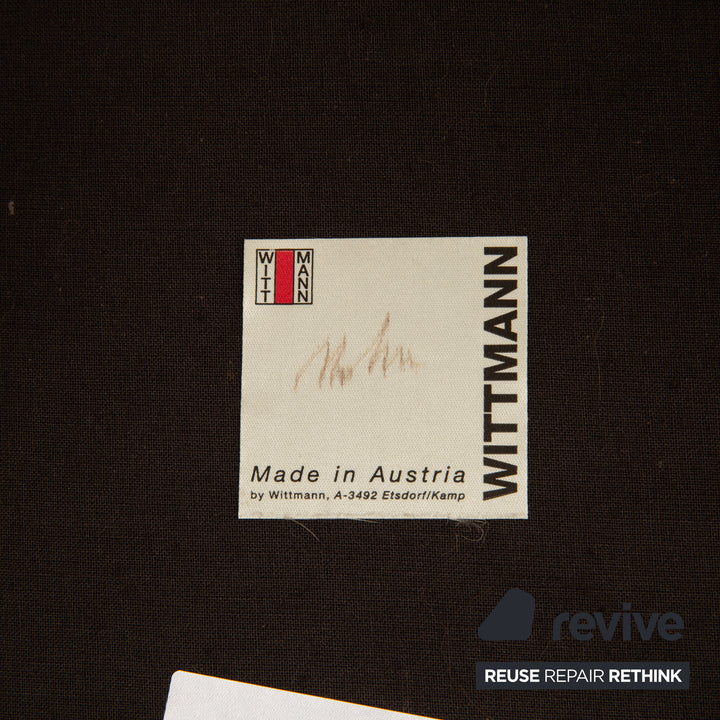 WITT MANN
WITTMANN
Made in Austria
by Wittmann, A-3492 Etsdorf/Kamp
revive
REUSE REPAIR RETHINK